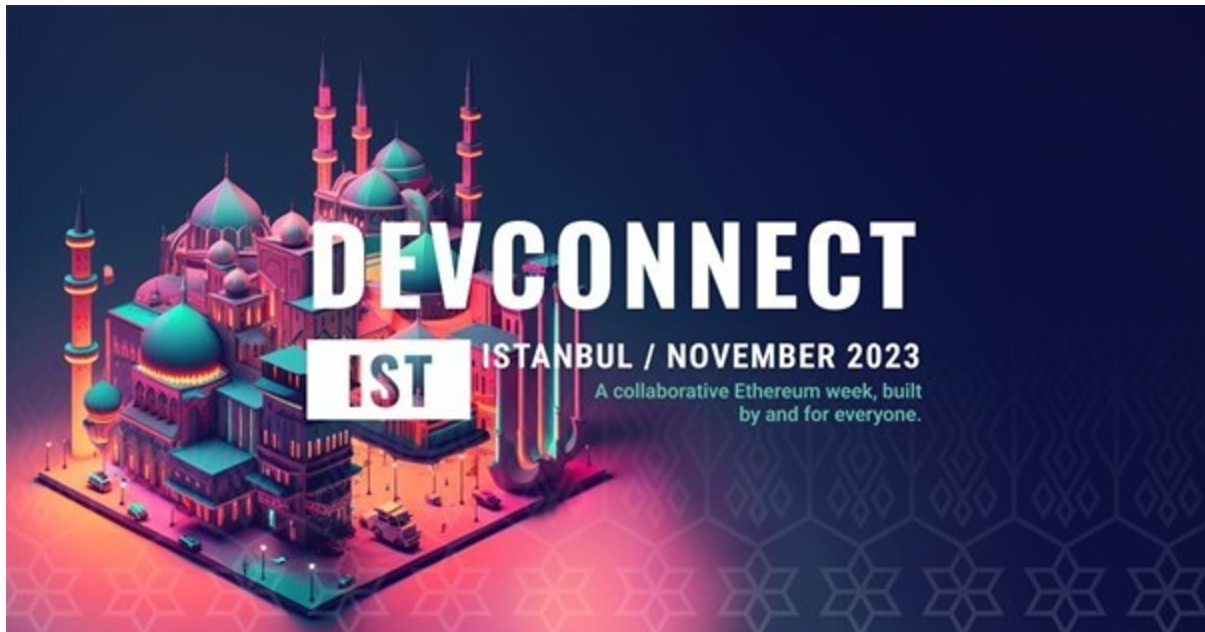 DEVCONNECT
IST
ISTANBUL / NOVEMBER 2023
A collaborative Ethereum week, built
by and for everyone.